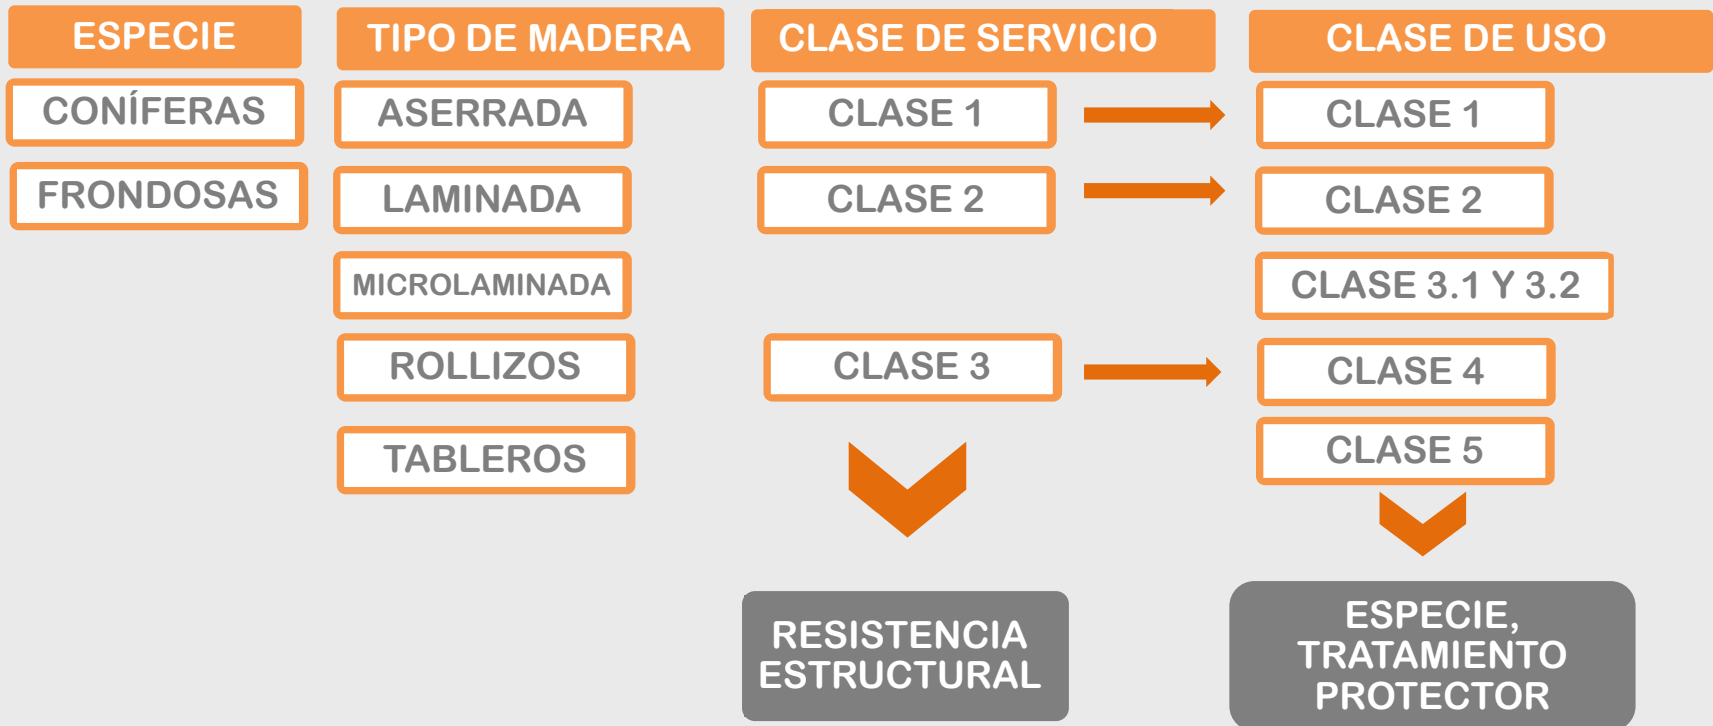 ESPECIE
CONÍFERAS
FRONDOSAS
TIPO DE MADERA
ASERRADA
LAMINADA
MICROLAMINADA
ROLLIZOS
TABLEROS
CLASE DE SERVICIO
CLASE 1
CLASE 2
CLASE 3
RESISTENCIA
ESTRUCTURAL
CLASE DE USO
CLASE 1
CLASE 2
CLASE 3.1 Y 3.2
CLASE 4
CLASE 5
ESPECIE,
TRATAMIENTO
PROTECTOR